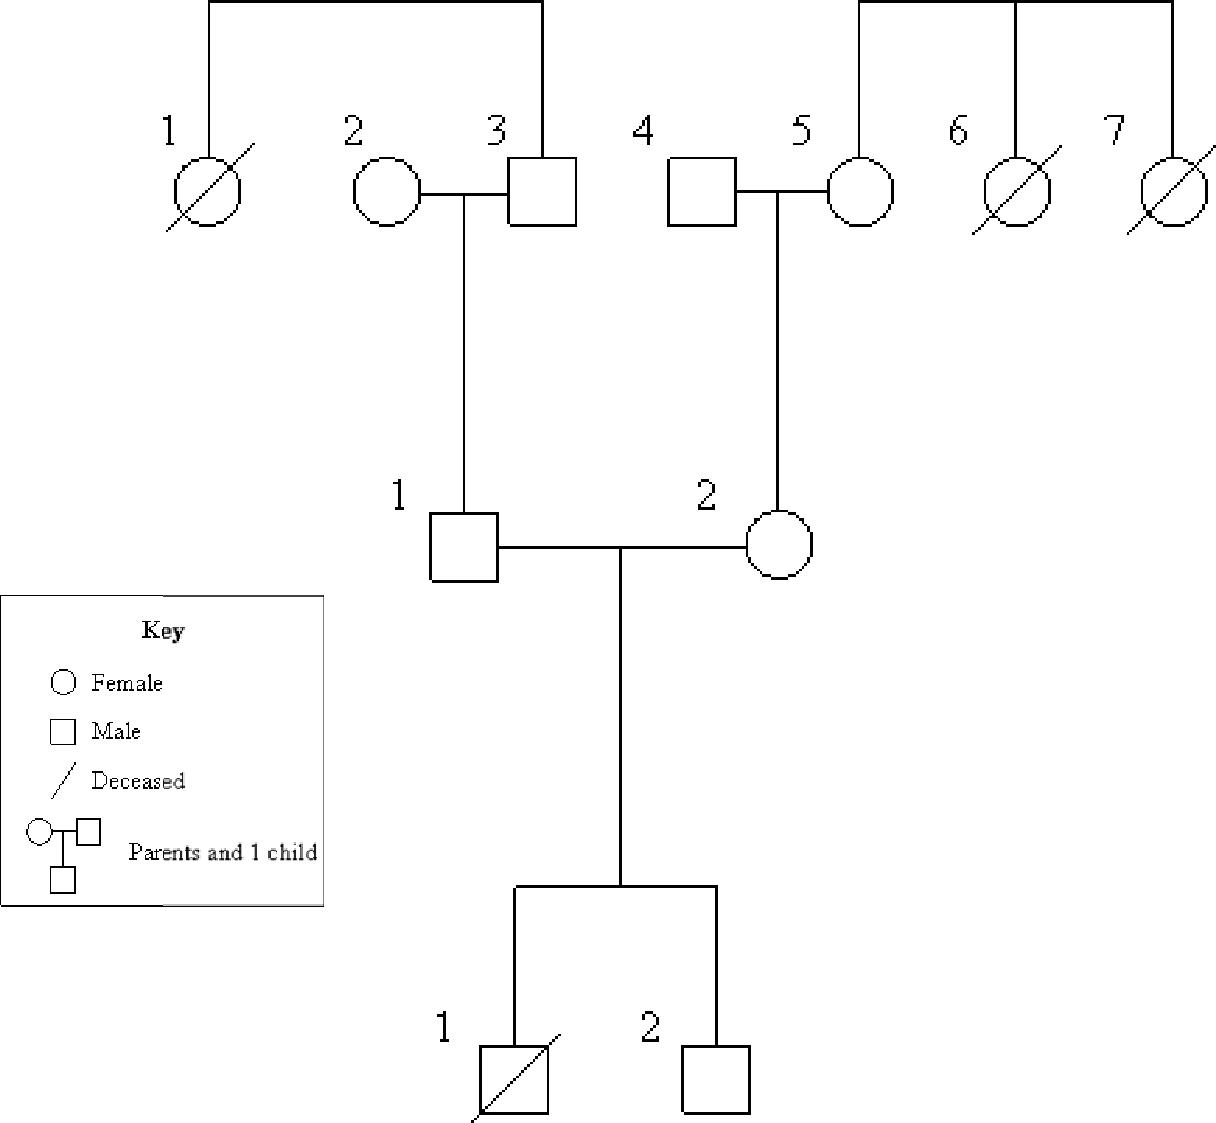 1 2 3 4 5 6 7
1 2
Key
Female
Male
Deceased
Parents and 1 child
1 2